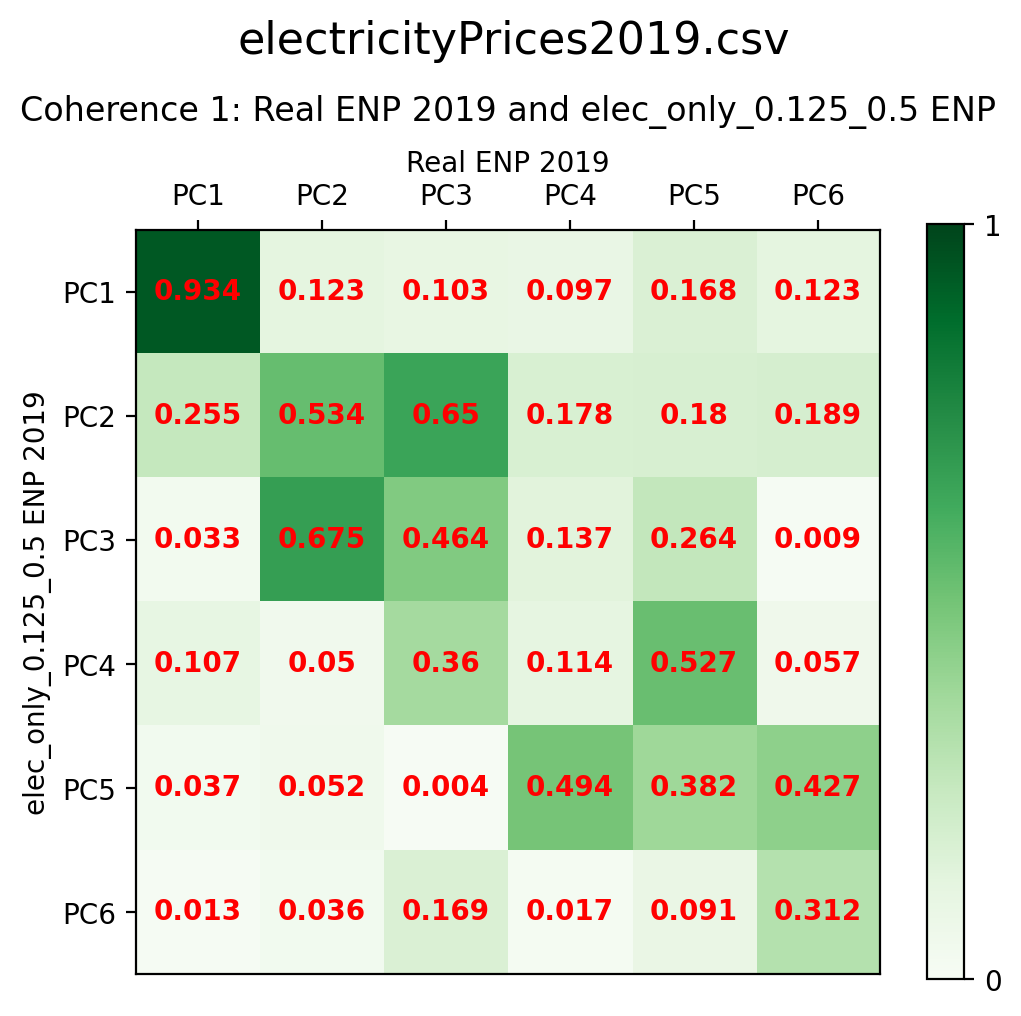 electricityPrices2019.csv
Coherence 1: Real ENP 2019 and elec_only_0.125_0.5 ENP
Real ENP 2019
PC1 PC2 PC3 PC4 PC5 PC6
elec_only_0.125_0.5 ENP 2019
PC1 0.934 0.123 0.103 0.097 0.168 0.123
PC2 0.255 0.534 0.65 0.178 0.18 0.189
PC3 0.033 0.675 0.464 0.137 0.264 0.009
PC4 0.107 0.05 0.36 0.114 0.527 0.057
PC5 0.037 0.052 0.004 0.494 0.382 0.427
PC6 0.013 0.036 0.169 0.017 0.091 0.312
1
0